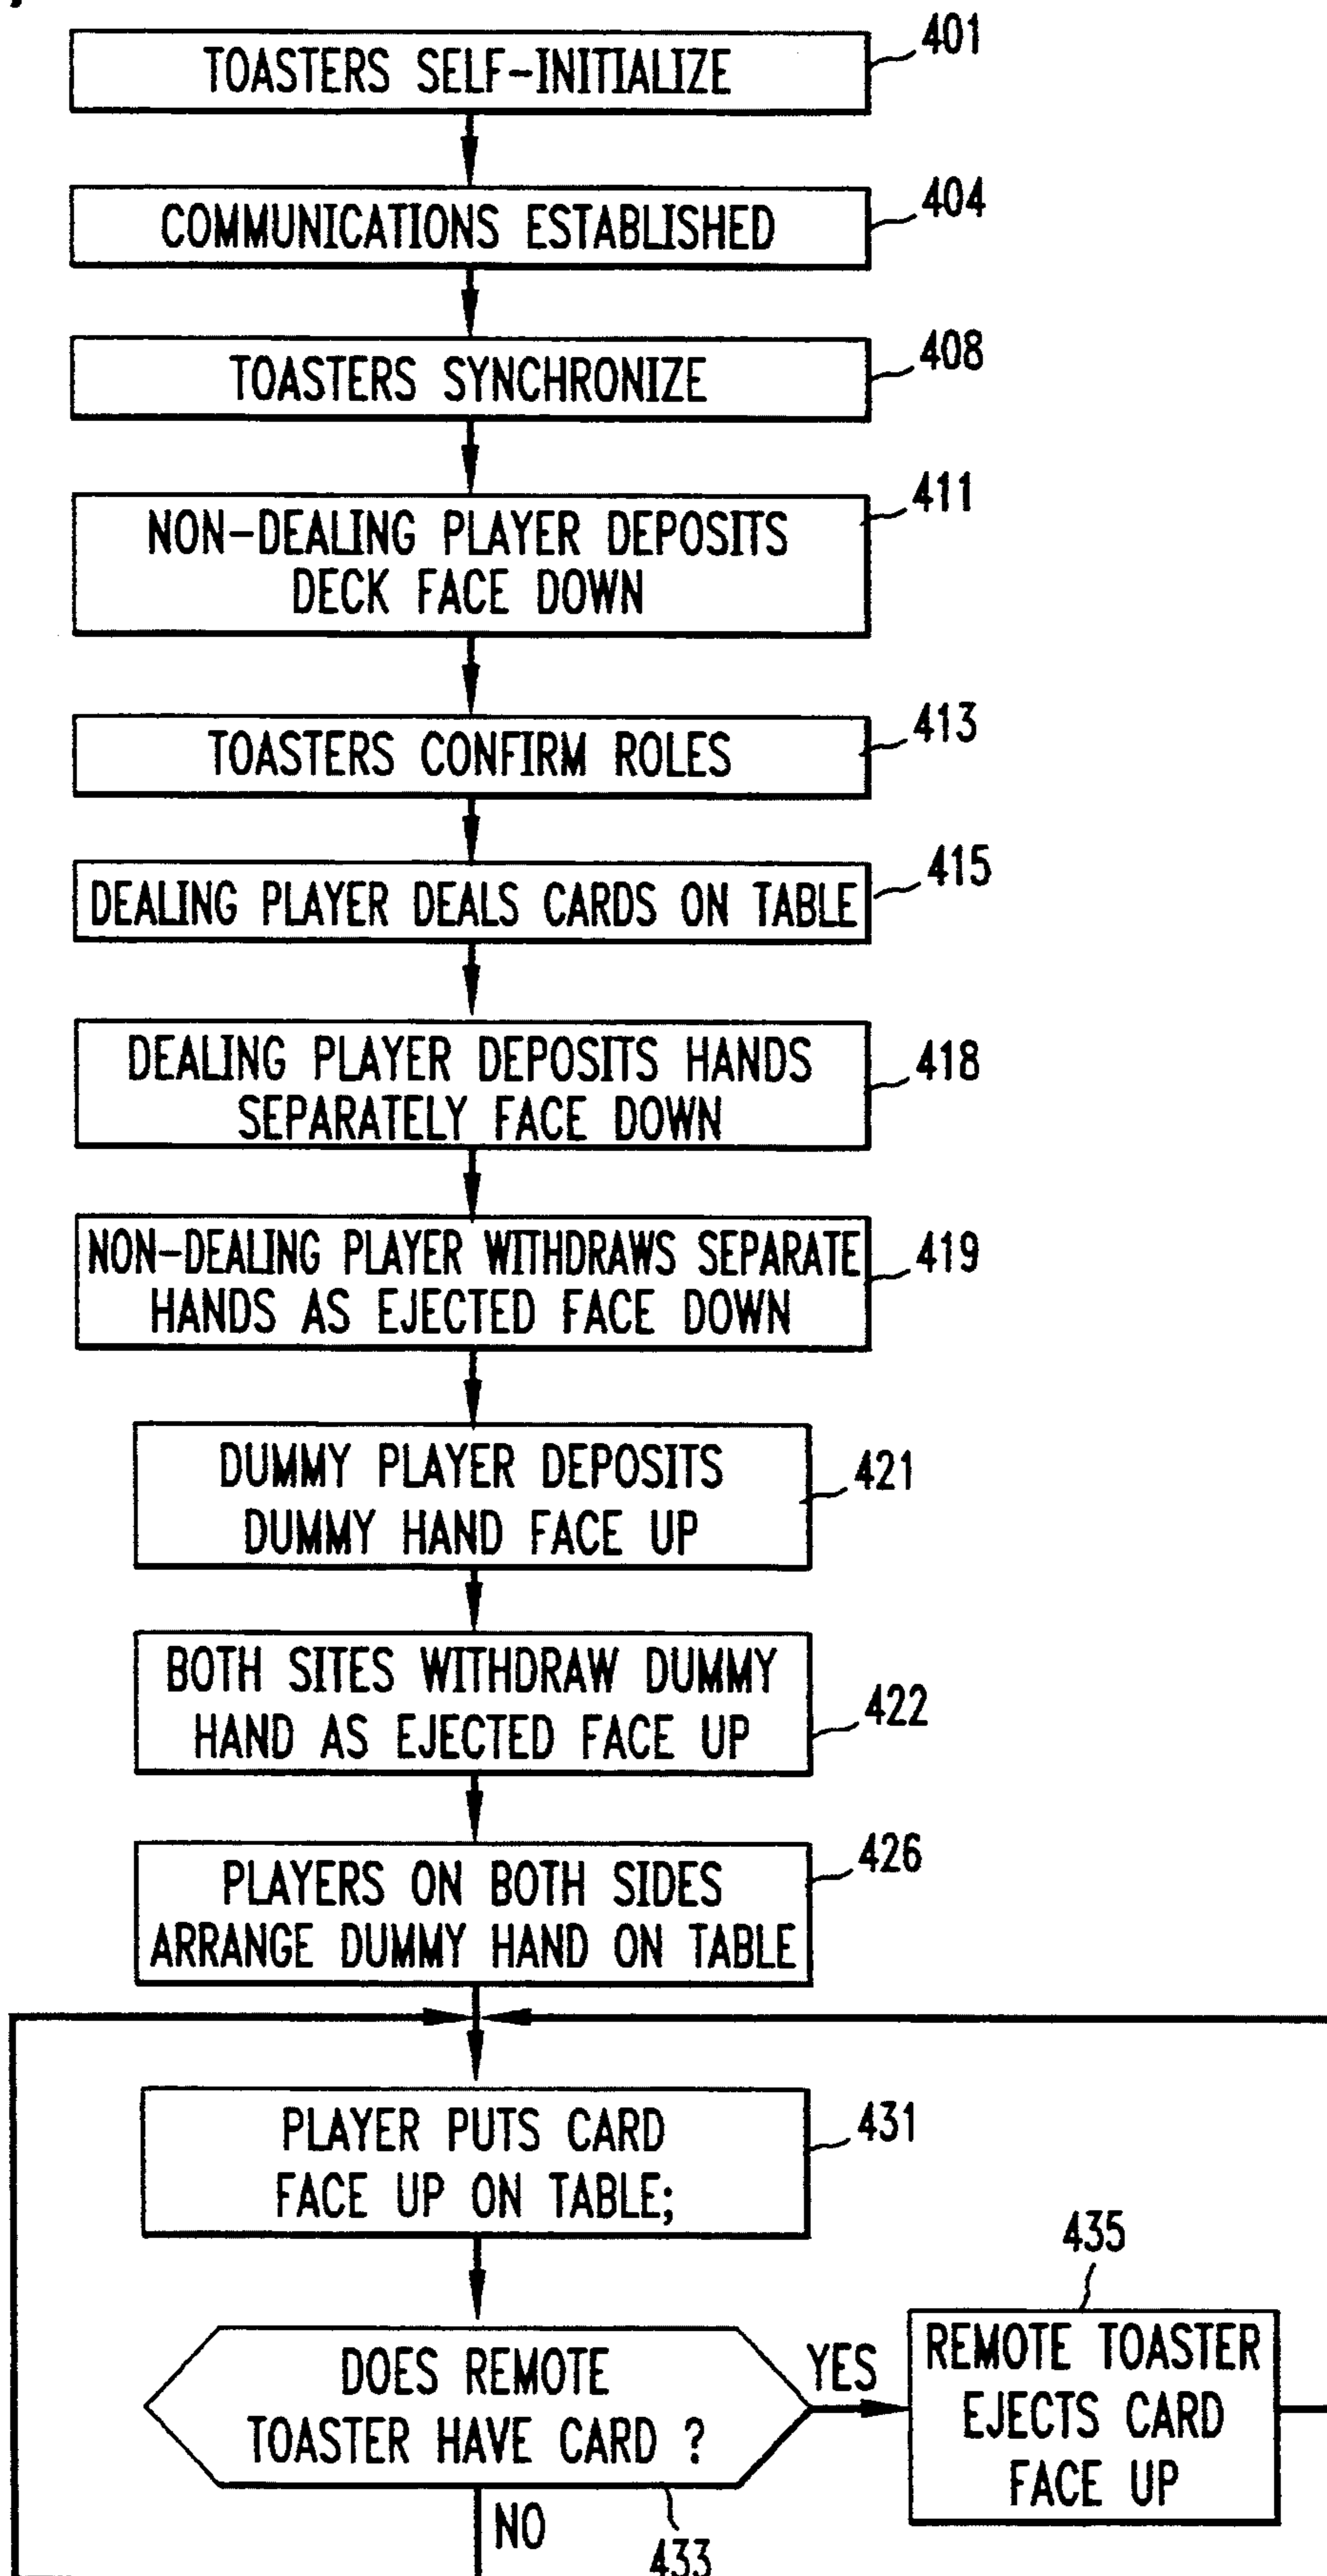 401
TOASTERS SELF-INITIALIZE
404
COMMUNICATIONS ESTABLISHED
408
TOASTERS SYNCHRONIZE
411
NON-DEALING PLAYER DEPOSITS
DECK FACE DOWN
413
TOASTERS CONFIRM ROLES
415
DEALING PLAYER DEALS CARDS ON TABLE
418
DEALING PLAYER DEPOSITS HANDS
SEPARATELY FACE DOWN
419
NON-DEALING PLAYER WITHDRAWS SEPARATE
HANDS AS EJECTED FACE DOWN
421
DUMMY PLAYER DEPOSITS
DUMMY HAND FACE UP
422
BOTH SITES WITHDRAW DUMMY
HAND AS EJECTED FACE UP
426
PLAYERS ON BOTH SIDES
ARRANGE DUMMY HAND ON TABLE
431
PLAYER PUTS CARD
FACE UP ON TABLE;
DOES REMOTE
TOASTER HAVE CARD ?
433
YES
435
REMOTE TOASTER
EJECTS CARD
FACE UP
NO